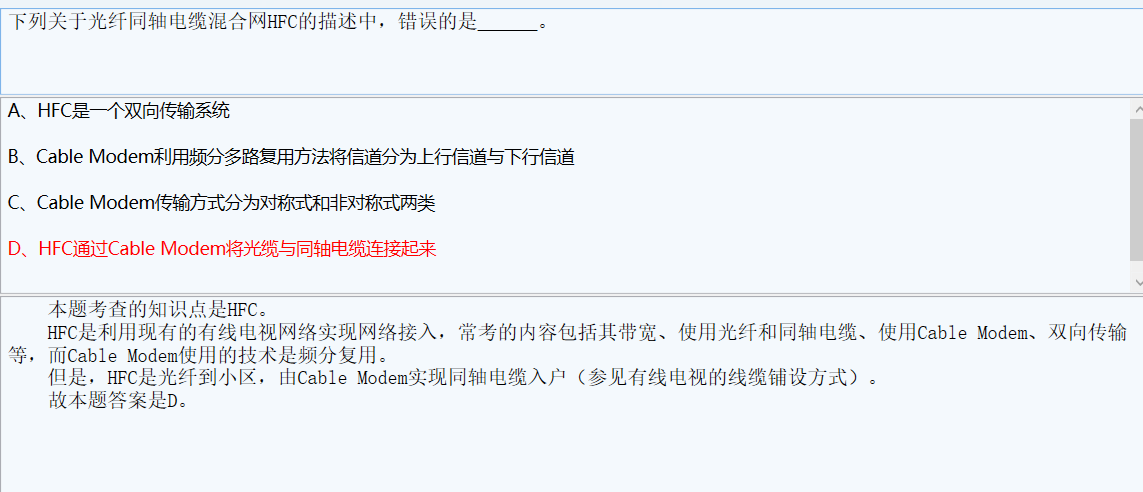 下列关于光纤同轴电缆混合网HFC的描述中，错误的是______。
A、HFC是一个双向传输系统
B、Cable Modem利用频分多路复用方法将信道分为上行信道与下行信道
C、Cable Modem传输方式分为对称式和非对称式两类
D、HFC通过Cable Modem将光缆与同轴电缆连接起来
本题考查的知识点是HFC。
HFC是利用现有的有线电视网络实现网络接入，常考的内容包括其带宽、使用光纤和同轴电缆、使用Cable Modem、双向传输
等，而Cable Modem使用的技术是频分复用。
但是，HFC是光纤到小区，由Cable Modem实现同轴电缆入户（参见有线电视的线缆铺设方式）。
故本题答案是D。